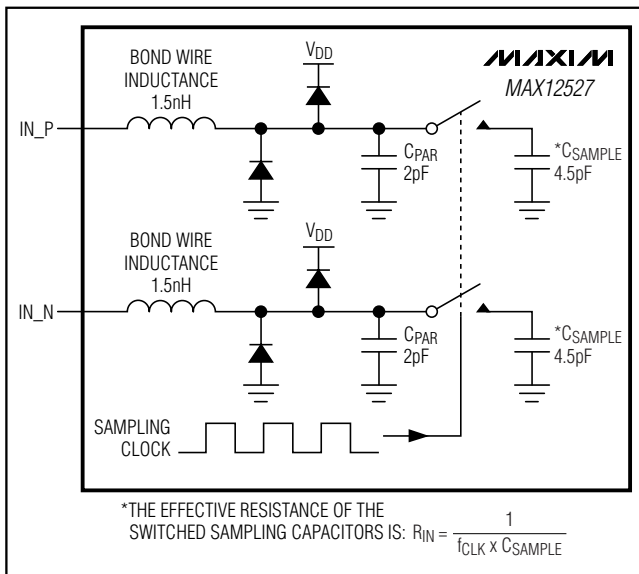 BOND WIRE
INDUCTANCE
1.5nH
VDD
MAXIM
MAX12527
IN_P
CPAR
2pF
*CSAMPLE
4.5pF
BOND WIRE
INDUCTANCE
1.5nH
VDD
IN_N
CPAR
2pF
*CSAMPLE
4.5pF
SAMPLING
CLOCK
*THE EFFECTIVE RESISTANCE OF THE
SWITCHED SAMPLING CAPACITORS IS: RIN = 1
fCLK x CSAMPLE